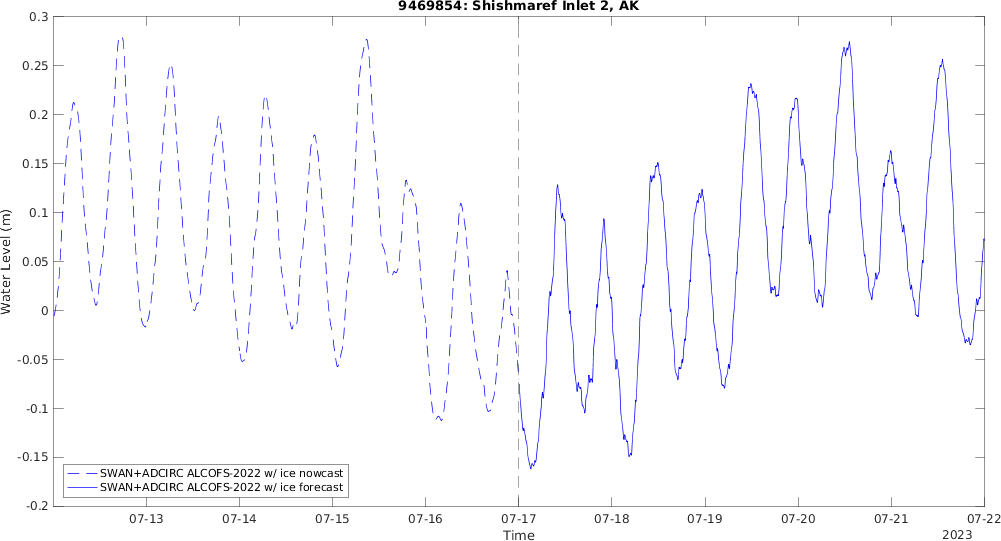 9469854: Shishmaref Inlet 2, AK
0.3
0.25
0.2
0.15
0.1
0.05
0
-0.05
-0.1
-0.15
-0.2
Water Level (m)
SWAN+ADCIRC ALCOFS-2022 w/ ice nowcast
SWAN+ADCIRC ALCOFS-2022 w/ ice forecast
07-13 07-14 07-15 07-16 07-17 07-18 07-19 07-20 07-21 07-22
Time
2023